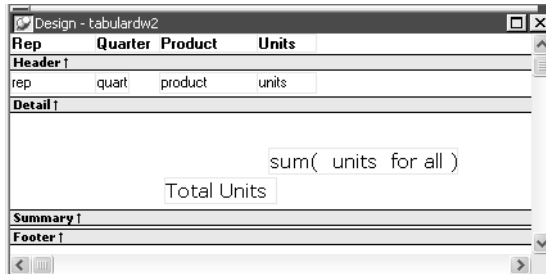 Design - tabulardw2
Rep Quarter Product Units
Header ↑
rep quart product units
Detail ↑
sum( units for all )
Total Units
Summary ↑
Footer ↑